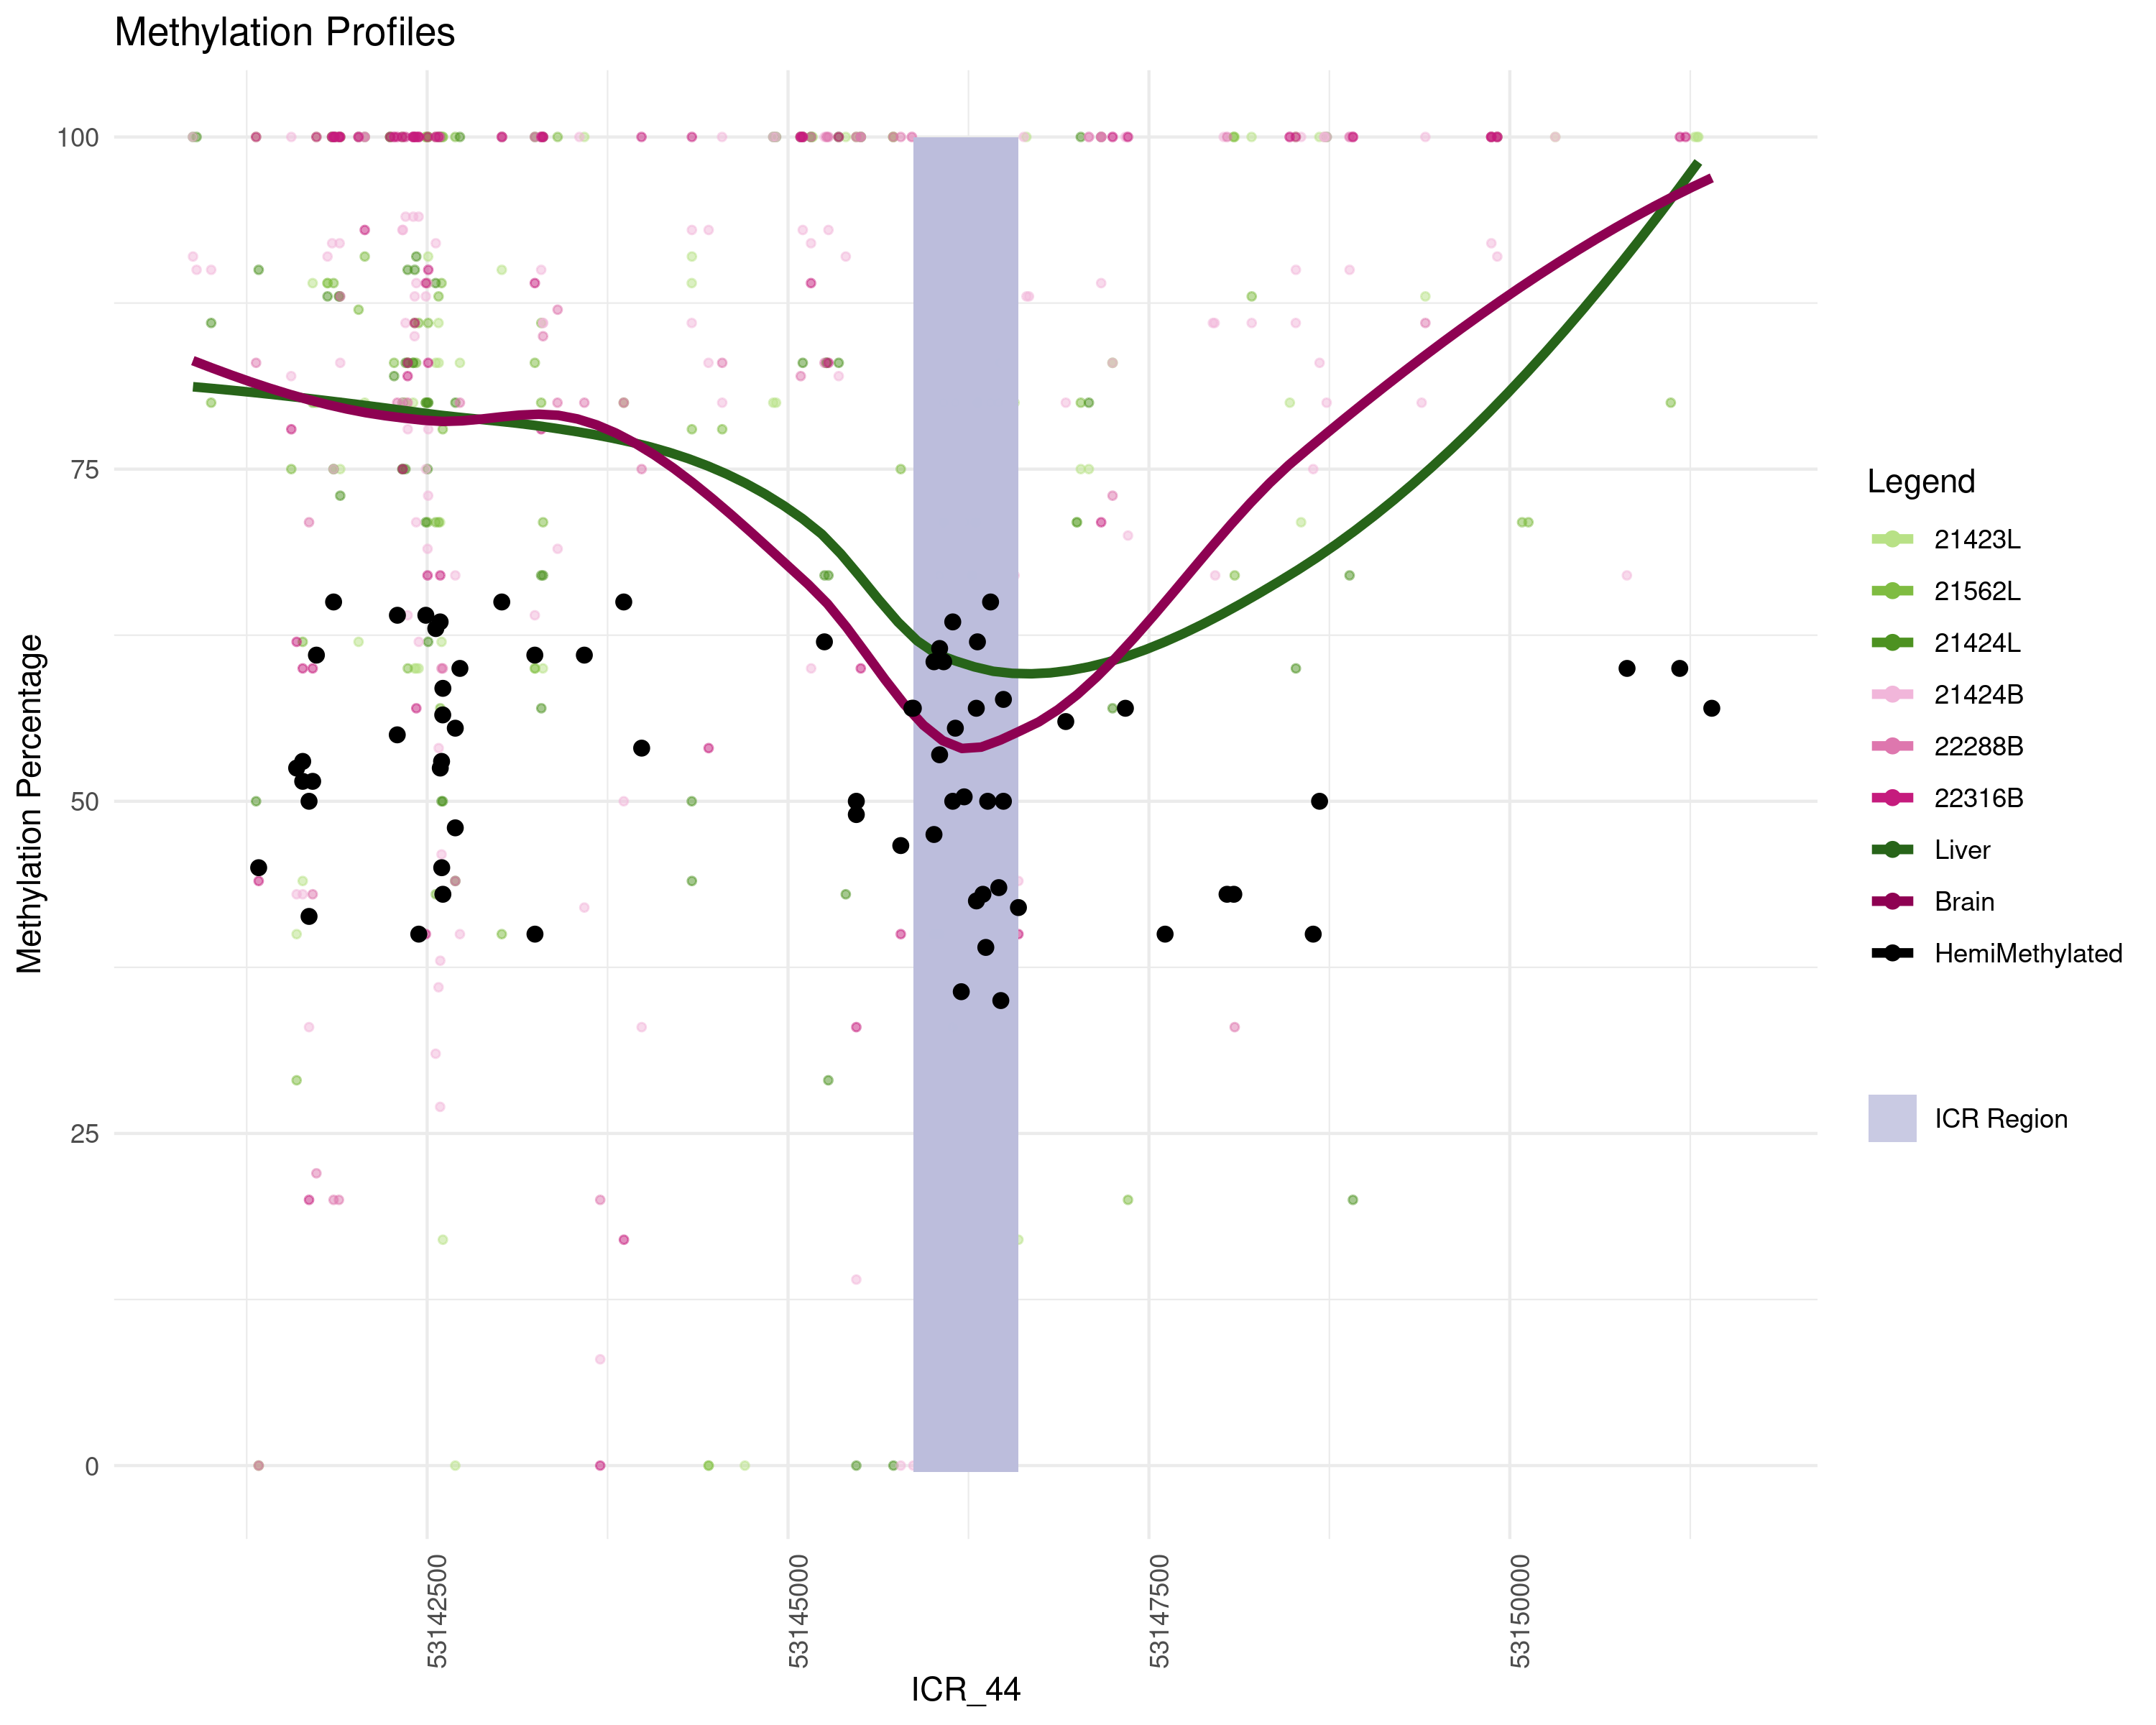 Methylation Profiles
Methylation Percentage
100
75
50
25
0
53142500
53145000
53147500
53150000
ICR_44
Legend
21423L
21562L
21424L
21424B
22288B
22316B
Liver
Brain
HemiMethylated
ICR Region